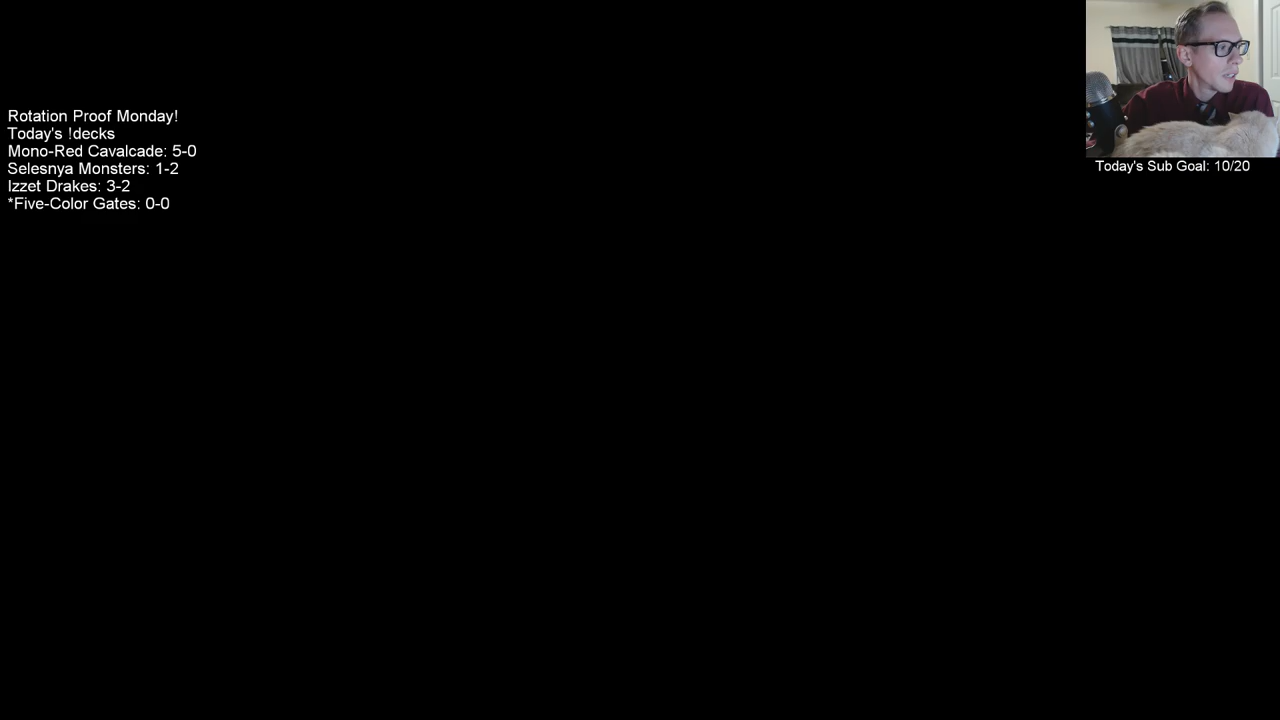 Rotation Proof Monday!
Today's !decks
Mono-Red Cavalcade: 5-0
Selesnya Monsters: 1-2
Izzet Drakes: 3-2
*Five-Color Gates: 0-0
Today's Sub Goal: 10/20